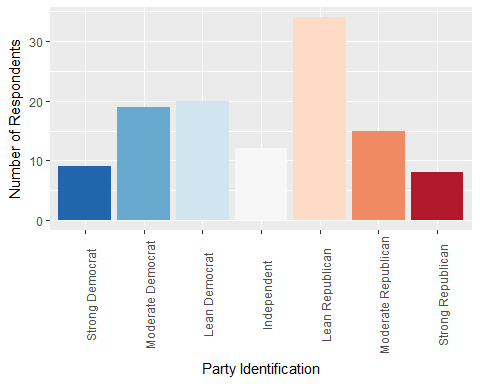 Number of Respondents
30
20
10
0
Strong Democrat
Moderate Democrat
Lean Democrat
Independent
Lean Republican
Moderate Republican
Strong Republican
Party Identification